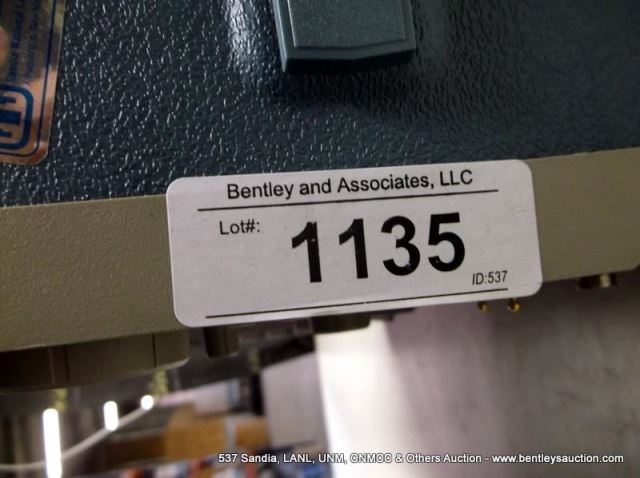 Bentley and Associates, LLC
Lot#:
1135
ID:537
537 Sandia, LANL, UNM, CNMCC & Others Auction - www.bentleysauction.com